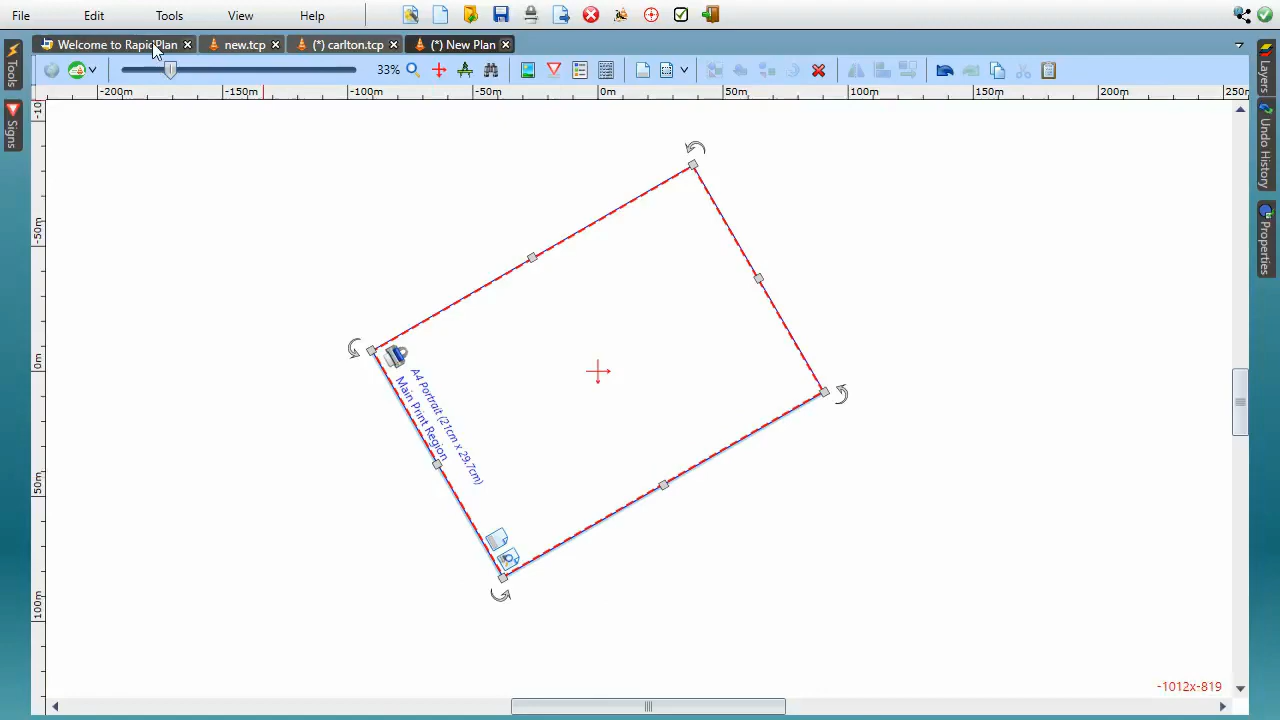 File Edit Tools View Help
Welcome to RapidPlan new.tcp (*) carlton.tcp (*) New Plan
33%
-200m -150m -100m -50m 0m 50m 100m 150m 200m 250m
Tools
Signs
Layers
Undo History
Properties
-10
-50m
0m
50m
100m
A4 Portrait (21cm x 29.7cm)
Main Print Region
-1012x-819